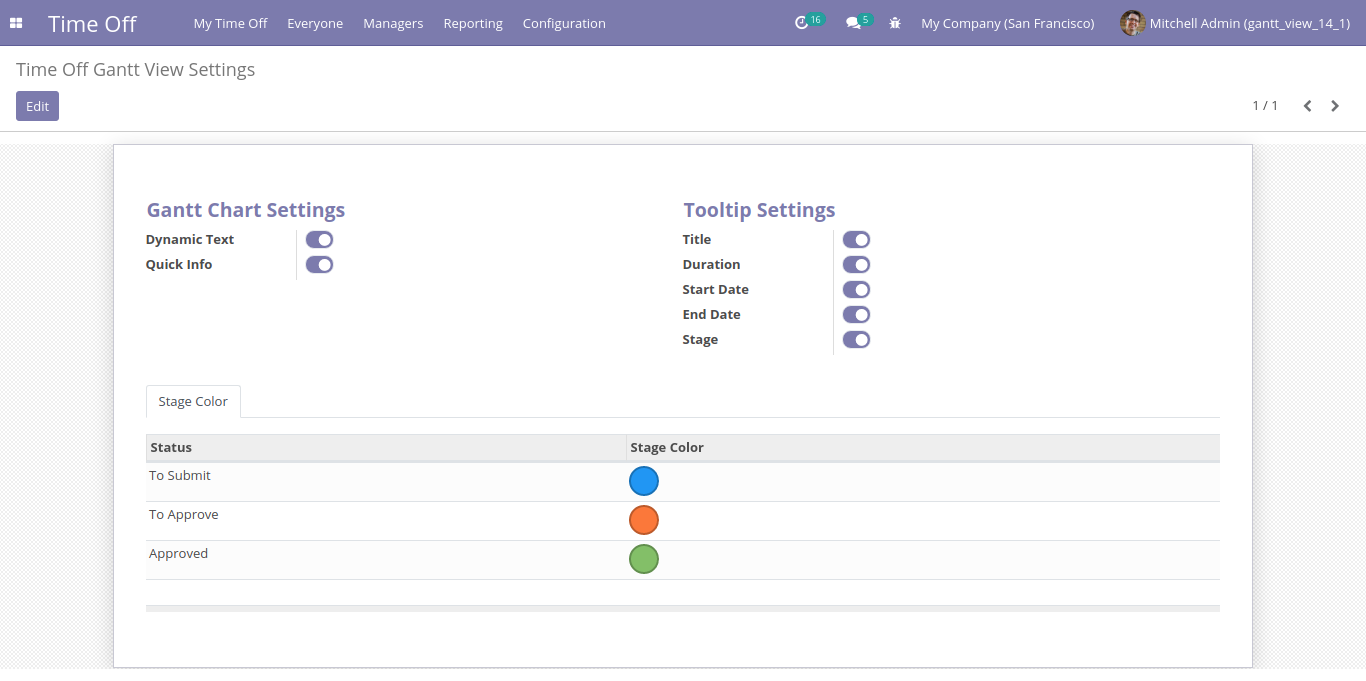 Time Off My Time Off Everyone Managers Reporting Configuration 16 5 My Company (San Francisco) Mitchell Admin (gantt_view_14_1)
Time Off Gantt View Settings
Edit 1 / 1
Gantt Chart Settings
Dynamic Text
Quick Info
Tooltip Settings
Title
Duration
Start Date
End Date
Stage
Stage Color
Status Stage Color
To Submit
To Approve
Approved